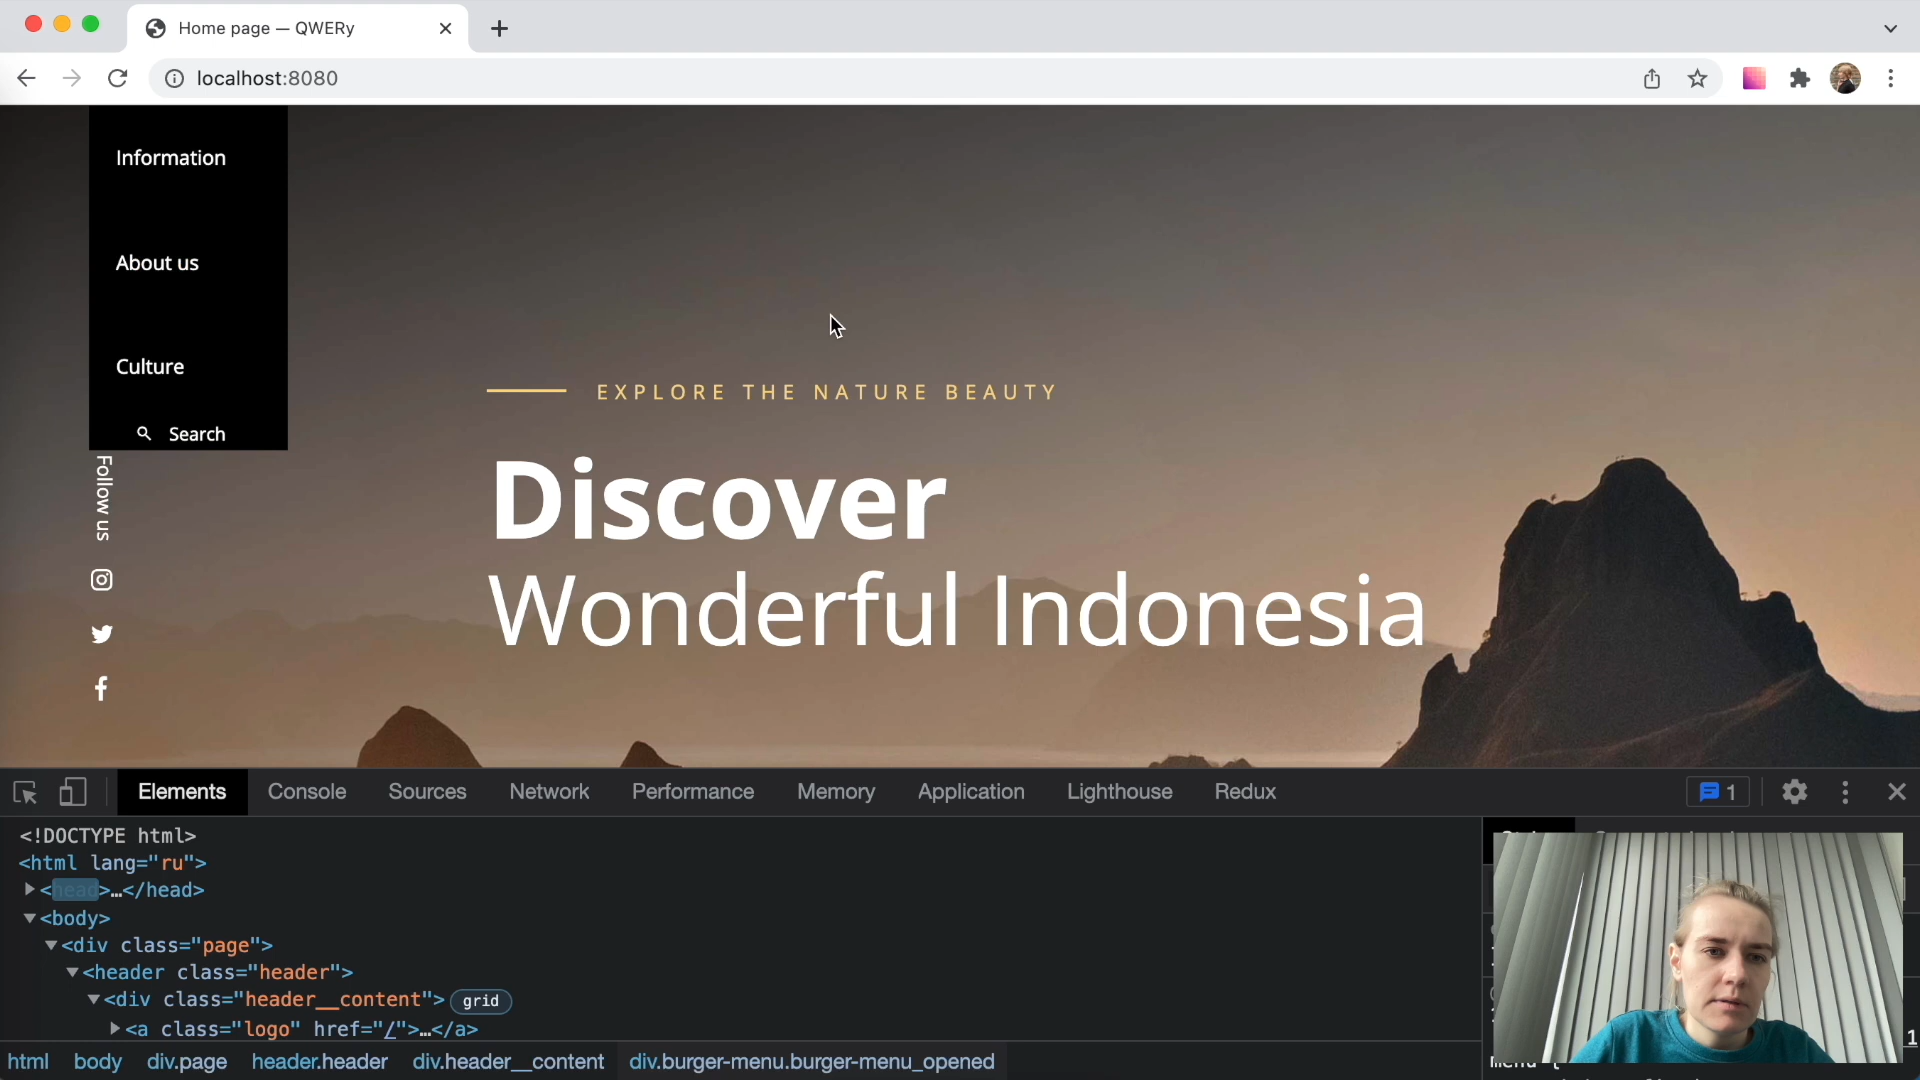 Home page — QWERy
localhost:8080
Information
About us
Culture
Search
Follow us
EXPLORE THE NATURE BEAUTY
Discover
Wonderful Indonesia
Elements Console Sources Network Performance Memory Application Lighthouse Redux 1
<!DOCTYPE html>
<html lang="ru">
<head>…</head>
<body>
<div class="page">
<header class="header">
<div class="header__content"> grid
<a class="logo" href="/">…</a>
html body div.page header.header div.header__content div.burger-menu.burger-menu_opened